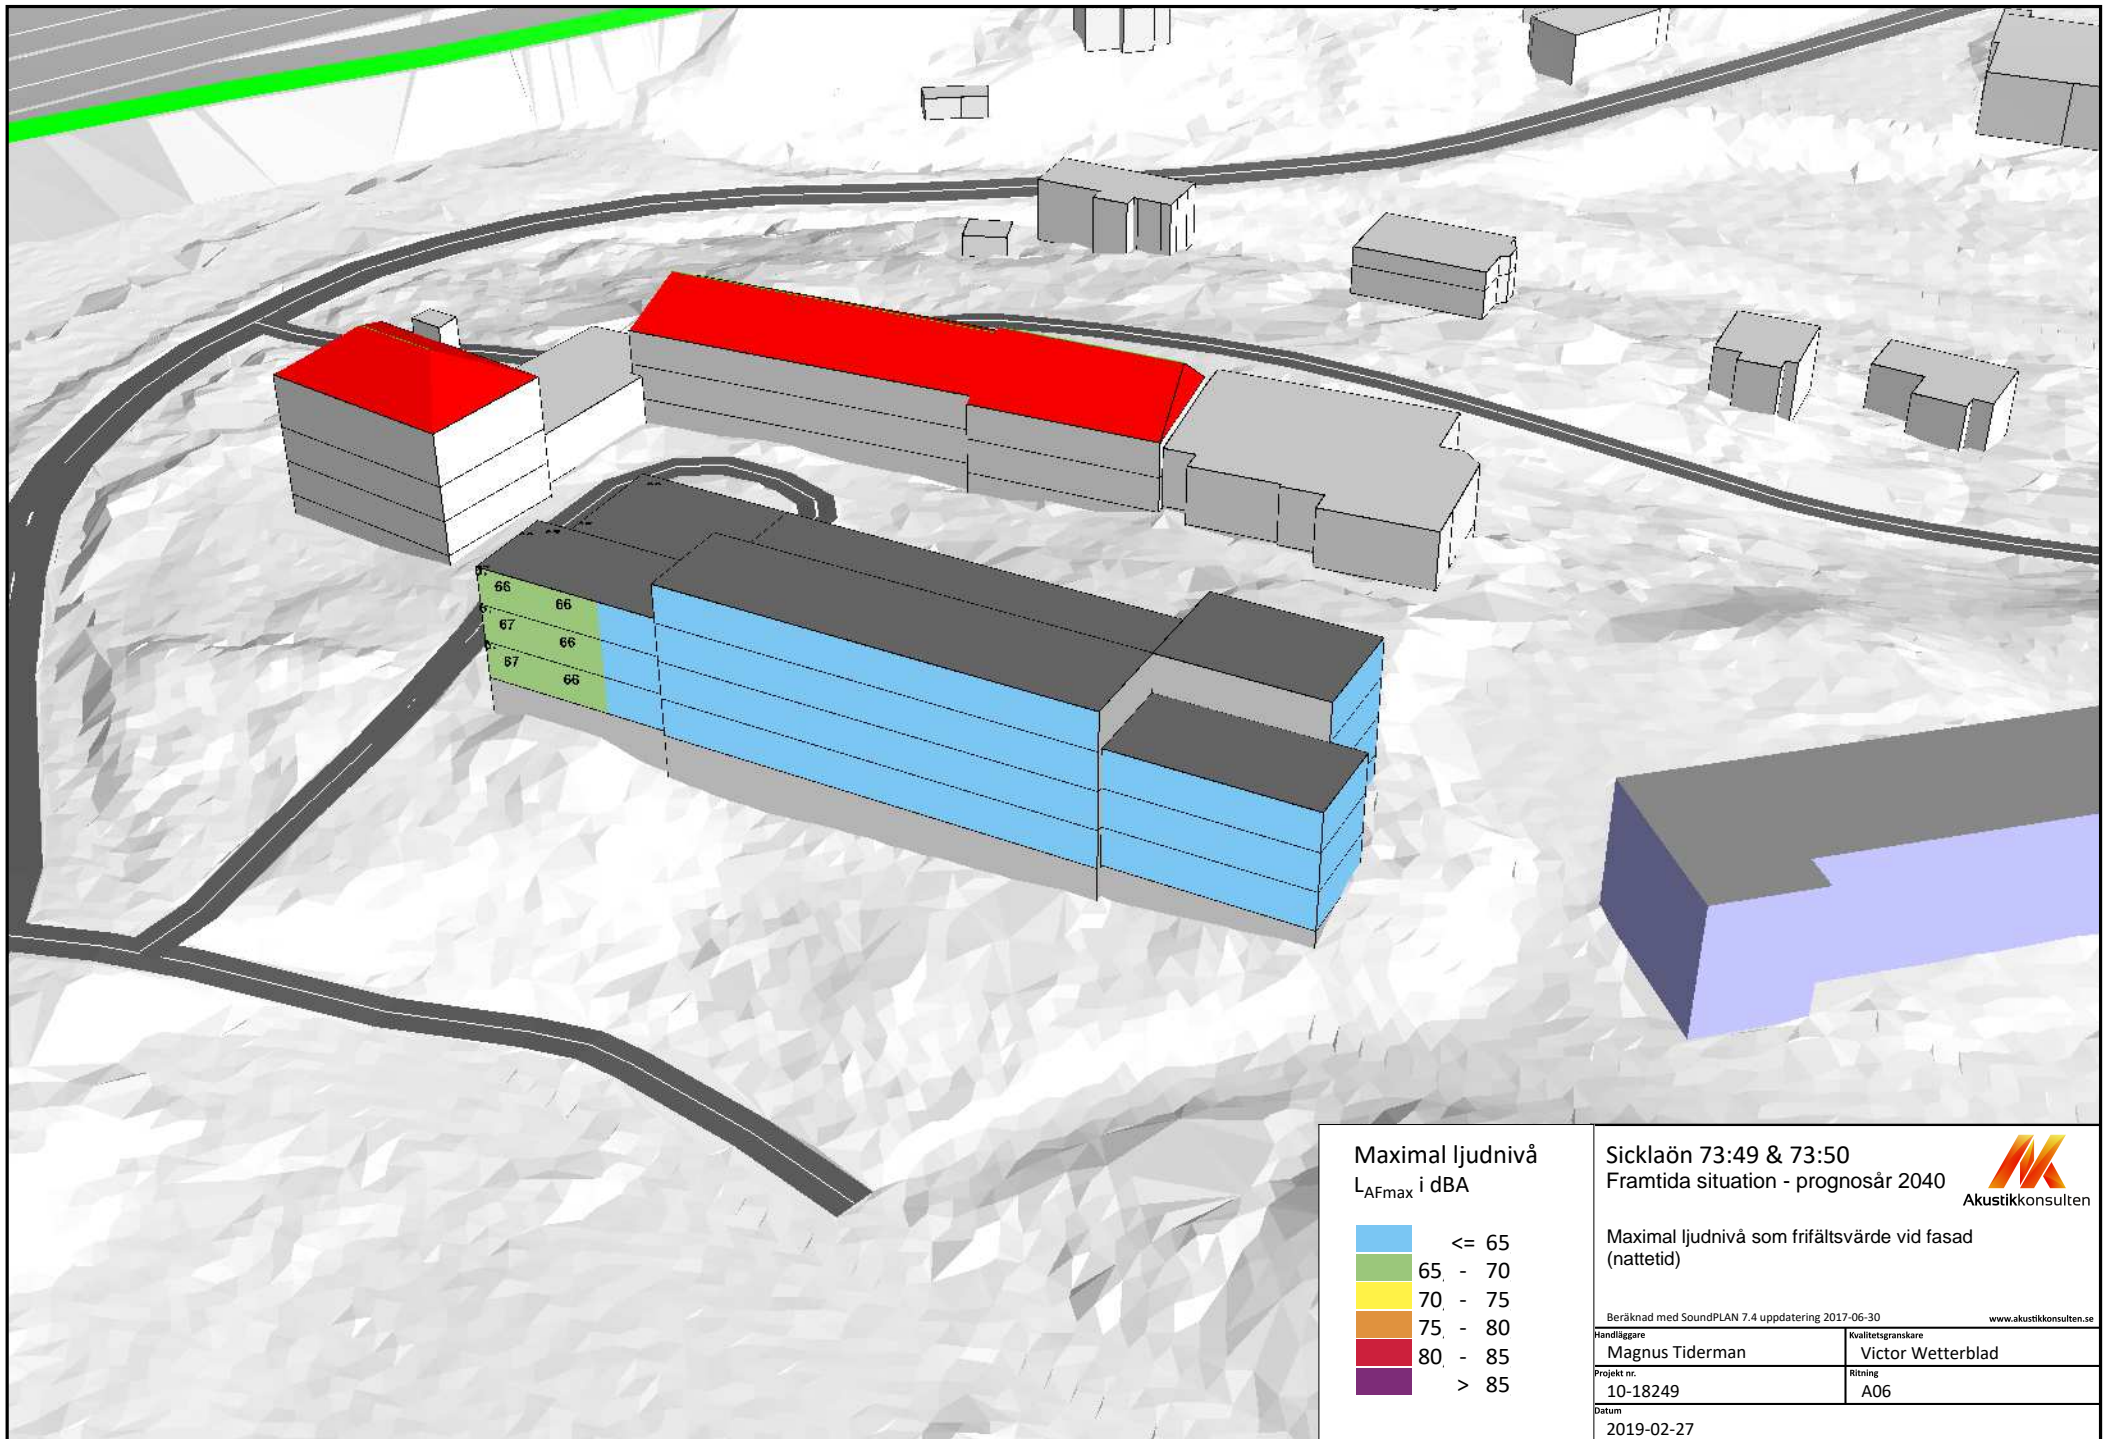 66
66
67
66
67
66
Maximal ljudnivå
LAFmax i dBA
<= 65
65 - 70
70 - 75
75 - 80
80 - 85
> 85
Sicklaön 73:49 & 73:50
Framtida situation - prognosår 2040
Akustikkonsulten
Maximal ljudnivå som frifältsvärde vid fasad
(nattetid)
Beräknad med SoundPLAN 7.4 uppdatering 2017-06-30
www.akustikkonsulten.se
Handläggare
Magnus Tiderman
Kvalitetsgranskare
Victor Wetterblad
Projekt nr.
10-18249
Ritning
A06
Datum
2019-02-27